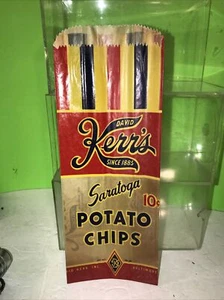 DAVID
Kerr's
SINCE 1885
Saratoga
10¢
POTATO
CHIPS